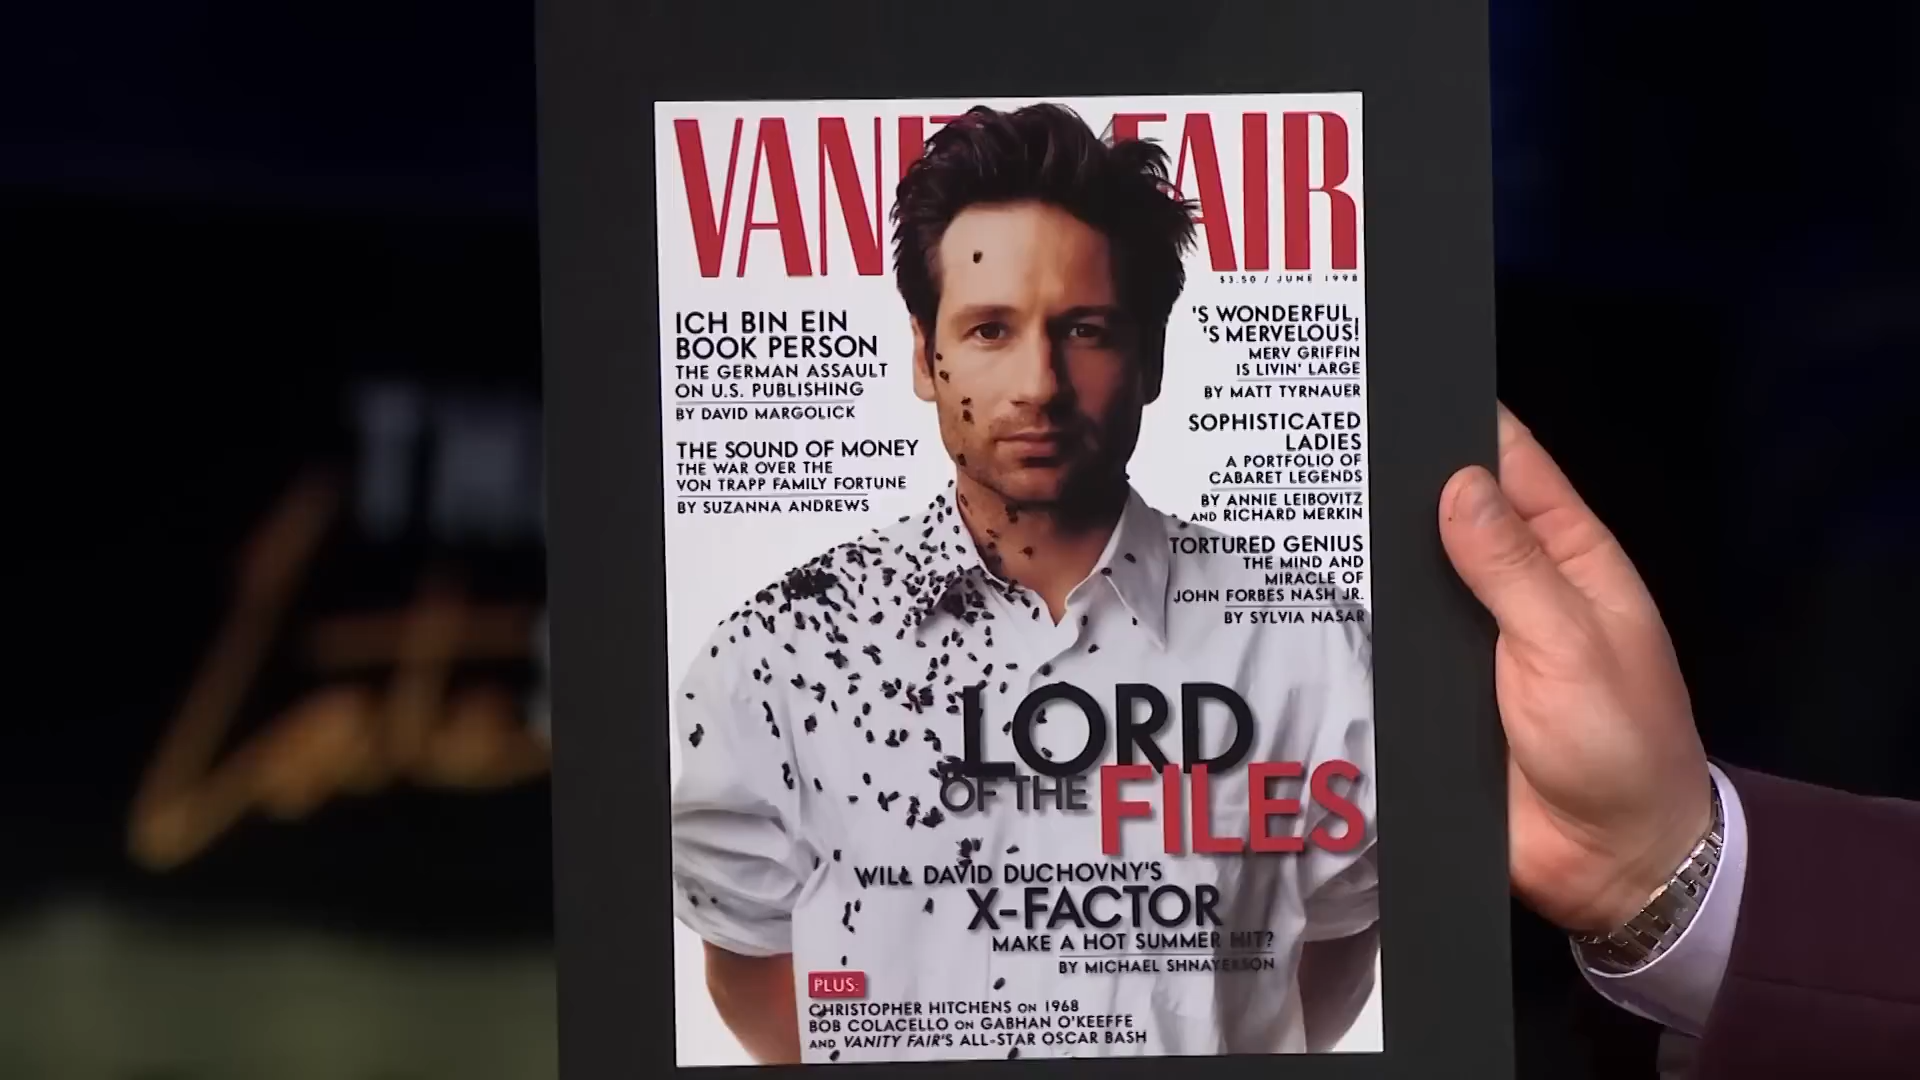 VANITY FAIR
$3.50 / JUNE 1998
ICH BIN EIN
BOOK PERSON
THE GERMAN ASSAULT
ON U.S. PUBLISHING
BY DAVID MARGOLICK
THE SOUND OF MONEY
THE WAR OVER THE
VON TRAPP FAMILY FORTUNE
BY SUZANNA ANDREWS
'S WONDERFUL,
'S MERVELOUS!
MERV GRIFFIN
IS LIVIN' LARGE
BY MATT TYRNAUER
SOPHISTICATED
LADIES
A PORTFOLIO OF
CABARET LEGENDS
BY ANNIE LEIBOVITZ
AND RICHARD MERKIN
TORTURED GENIUS
THE MIND AND
MIRACLE OF
JOHN FORBES NASH JR.
BY SYLVIA NASAR
LORD
OF THE FILES
WILL DAVID DUCHOVNY'S
X-FACTOR
MAKE A HOT SUMMER HIT?
BY MICHAEL SHNAYERSON
PLUS:
CHRISTOPHER HITCHENS ON 1968
BOB COLACELLO ON GABHAN O'KEEFFE
AND VANITY FAIR'S ALL-STAR OSCAR BASH